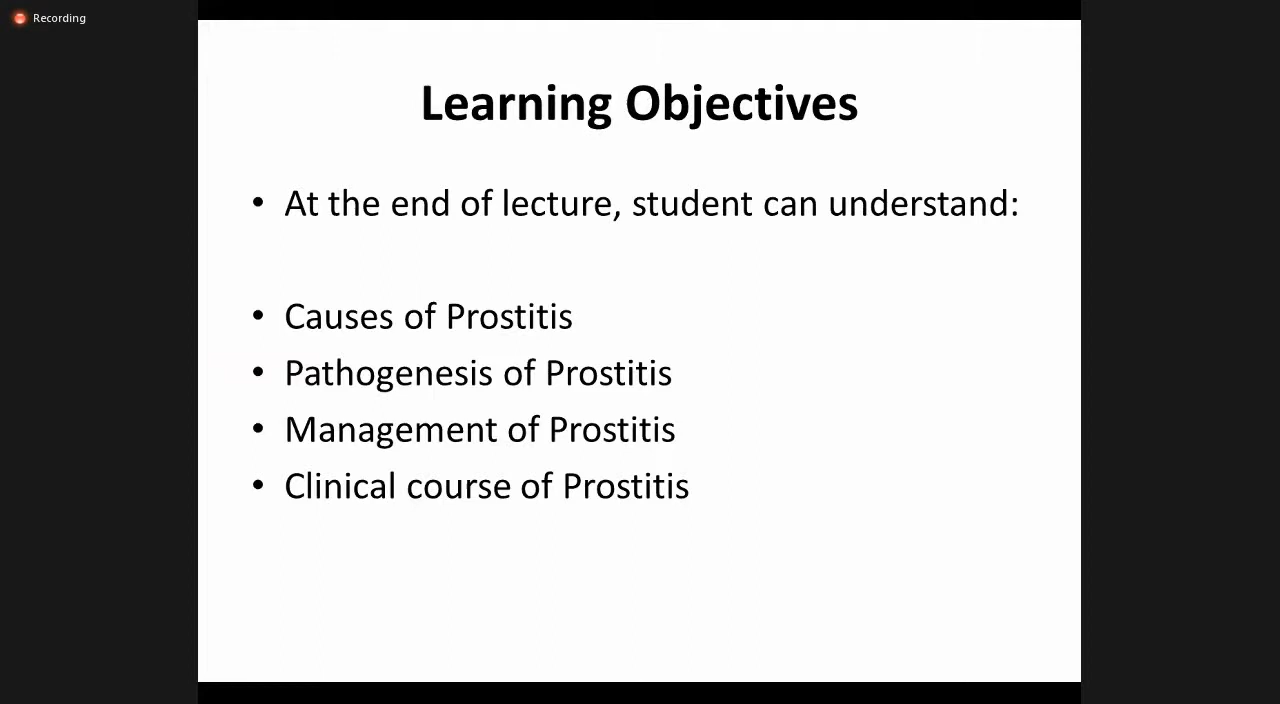 Recording
Learning Objectives
• At the end of lecture, student can understand:
• Causes of Prostitis
• Pathogenesis of Prostitis
• Management of Prostitis
• Clinical course of Prostitis